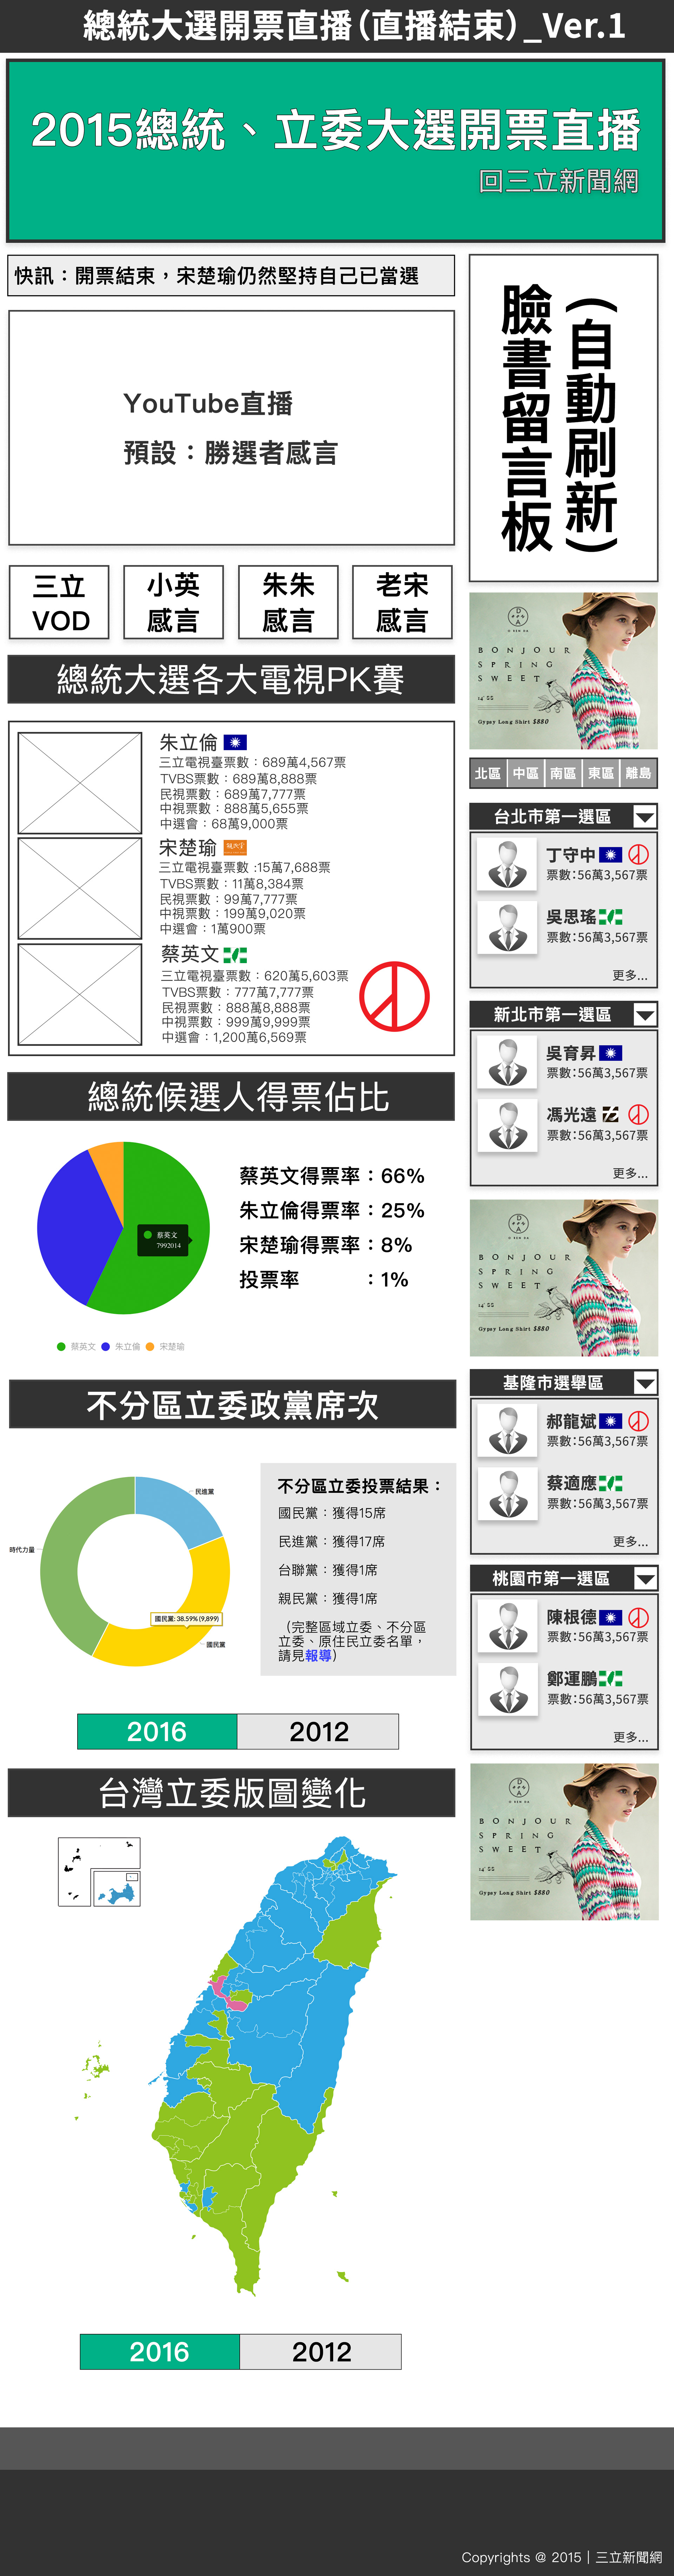 總統大選開票直播（直播結束）_Ver.1
2015總統、立委大選開票直播
回三立新聞網
快訊：開票結束，宋楚瑜仍然堅持自己已當選
YouTube直播
預設：勝選者感言
三立
VOD
小英
感言
朱朱
感言
老宋
感言
（自動刷新）
臉書留言板
總統大選各大電視PK賽
朱立倫
三立電視臺票數：689萬4,567票
TVBS票數：689萬8,888票
民視票數：689萬7,777票
中視票數：888萬5,655票
中選會：68萬9,000票
宋楚瑜
三立電視臺票數 :15萬7,688票
TVBS票數：11萬8,384票
民視票數：99萬7,777票
中視票數：199萬9,020票
中選會：1萬900票
蔡英文
三立電視臺票數：620萬5,603票
TVBS票數：777萬7,777票
民視票數：888萬8,888票
中視票數：999萬9,999票
中選會：1,200萬6,569票
總統候選人得票佔比
蔡英文
7992014
蔡英文 朱立倫 宋楚瑜
蔡英文得票率：66%
朱立倫得票率：25%
宋楚瑜得票率：8%
投票率 ：1%
不分區立委政黨席次
民進黨
時代力量
國民黨: 38.59% (9,899)
國民黨
不分區立委投票結果：
國民黨：獲得15席
民進黨：獲得17席
台聯黨：獲得1席
親民黨：獲得1席
（完整區域立委、不分區
立委、原住民立委名單，
請見報導）
2016 2012
台灣立委版圖變化
2016 2012
BONJOUR
SPRING
SWEET
14' SS
Gypsy Long Shirt $880
北區 中區 南區 東區 離島
台北市第一選區
丁守中
票數:56萬3,567票
吳思瑤
票數:56萬3,567票
更多...
新北市第一選區
吳育昇
票數:56萬3,567票
馮光遠
票數:56萬3,567票
更多...
BONJOUR
SPRING
SWEET
14' SS
Gypsy Long Shirt $880
基隆市選舉區
郝龍斌
票數:56萬3,567票
蔡適應
票數:56萬3,567票
更多...
桃園市第一選區
陳根德
票數:56萬3,567票
鄭運鵬
票數:56萬3,567票
更多...
BONJOUR
SPRING
SWEET
14' SS
Gypsy Long Shirt $880
Copyrights @ 2015 | 三立新聞網